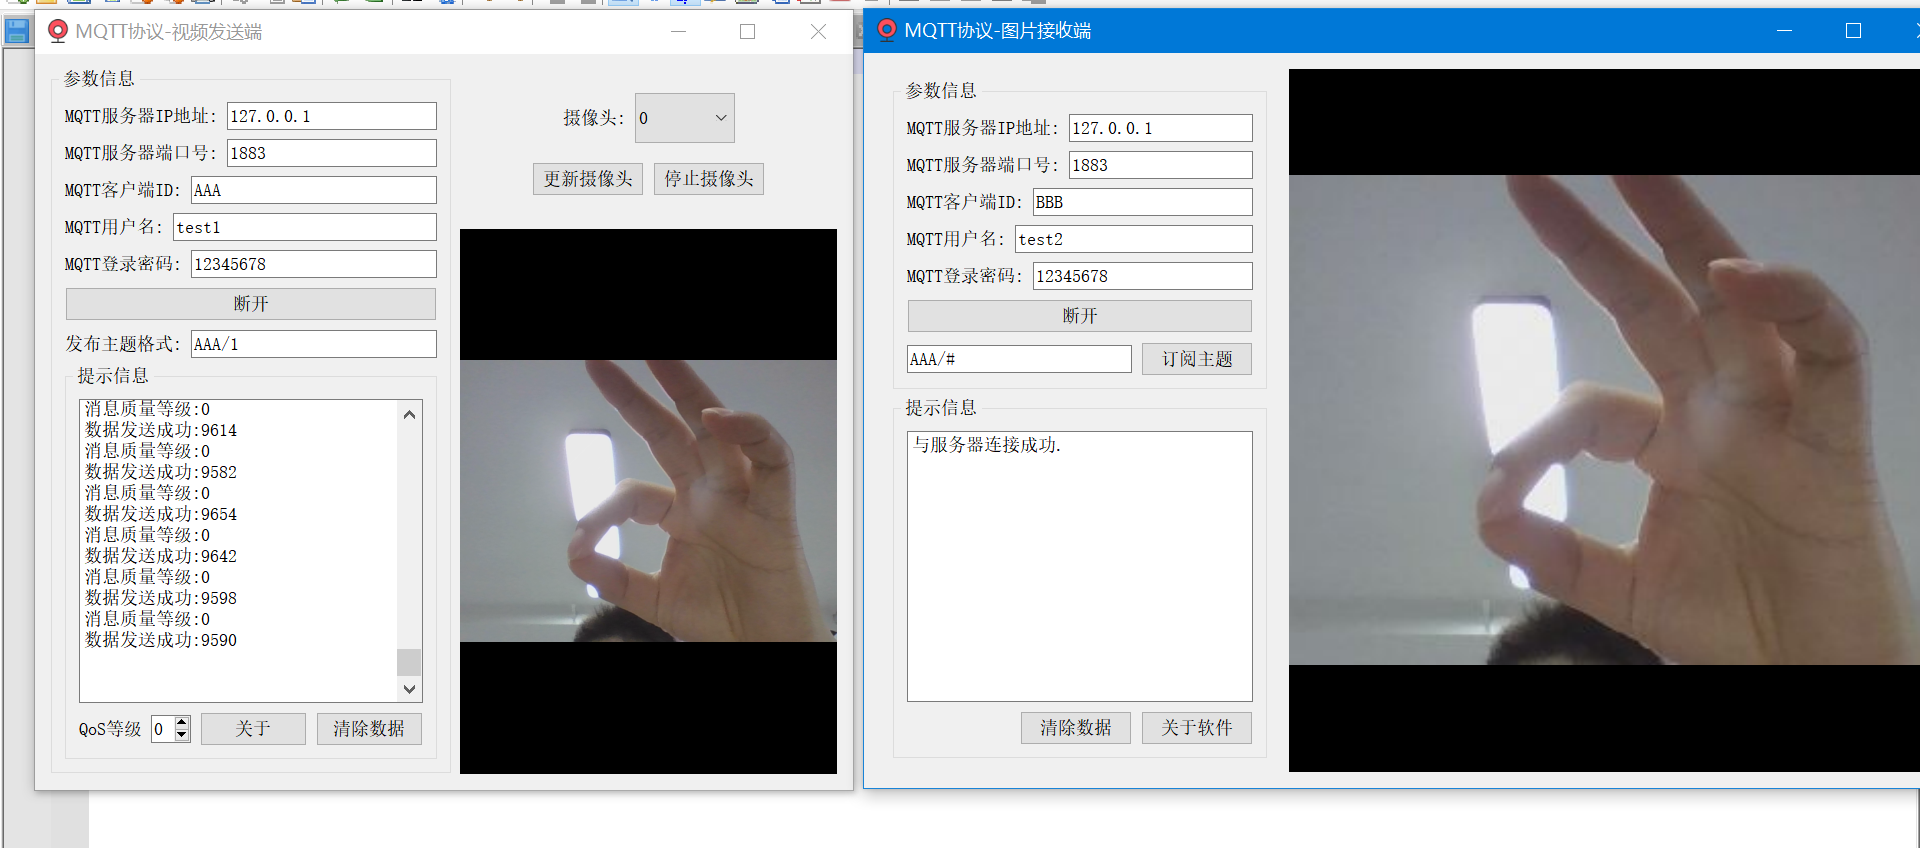 MQTT协议-视频发送端
参数信息
MQTT服务器IP地址: 127.0.0.1
MQTT服务器端口号: 1883
MQTT客户端ID: AAA
MQTT用户名: test1
MQTT登录密码: 12345678
断开
发布主题格式: AAA/1
提示信息
消息质量等级:0
数据发送成功:9614
消息质量等级:0
数据发送成功:9582
消息质量等级:0
数据发送成功:9654
消息质量等级:0
数据发送成功:9642
消息质量等级:0
数据发送成功:9598
消息质量等级:0
数据发送成功:9590
QoS等级 0 关于 清除数据
摄像头: 0
更新摄像头 停止摄像头
MQTT协议-图片接收端
参数信息
MQTT服务器IP地址: 127.0.0.1
MQTT服务器端口号: 1883
MQTT客户端ID: BBB
MQTT用户名: test2
MQTT登录密码: 12345678
断开
AAA/# 订阅主题
提示信息
与服务器连接成功.
清除数据 关于软件